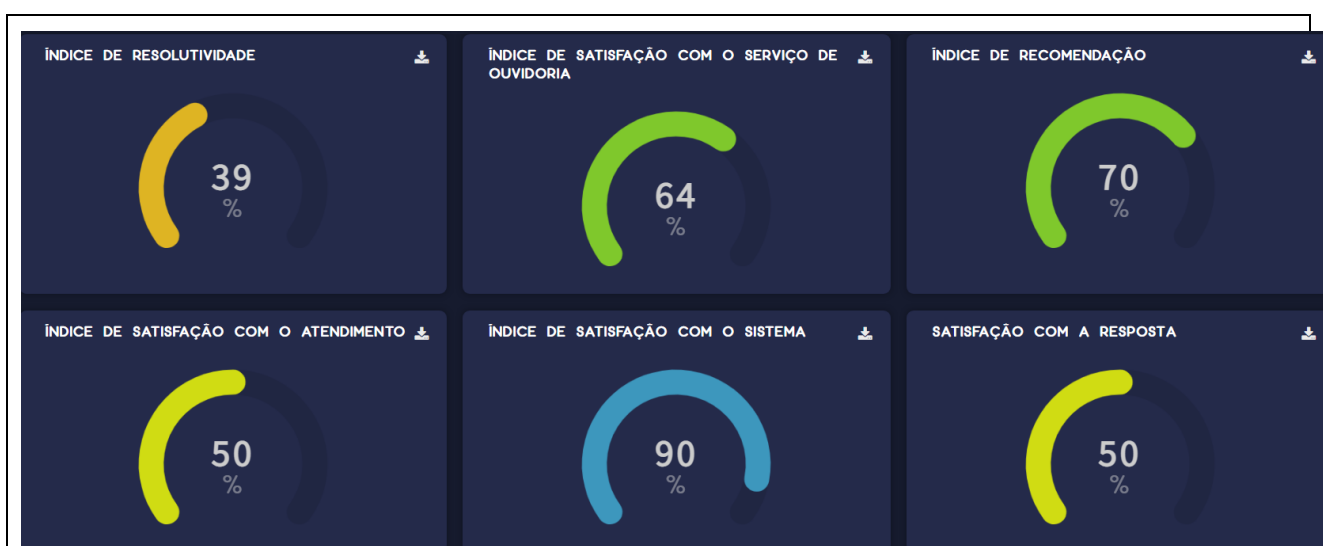 ÍNDICE DE RESOLUTIVIDADE
39
%
ÍNDICE DE SATISFAÇÃO COM O SERVIÇO DE
OUVIDORIA
64
%
ÍNDICE DE RECOMENDAÇÃO
70
%
ÍNDICE DE SATISFAÇÃO COM O ATENDIMENTO
50
%
ÍNDICE DE SATISFAÇÃO COM O SISTEMA
90
%
SATISFAÇÃO COM A RESPOSTA
50
%